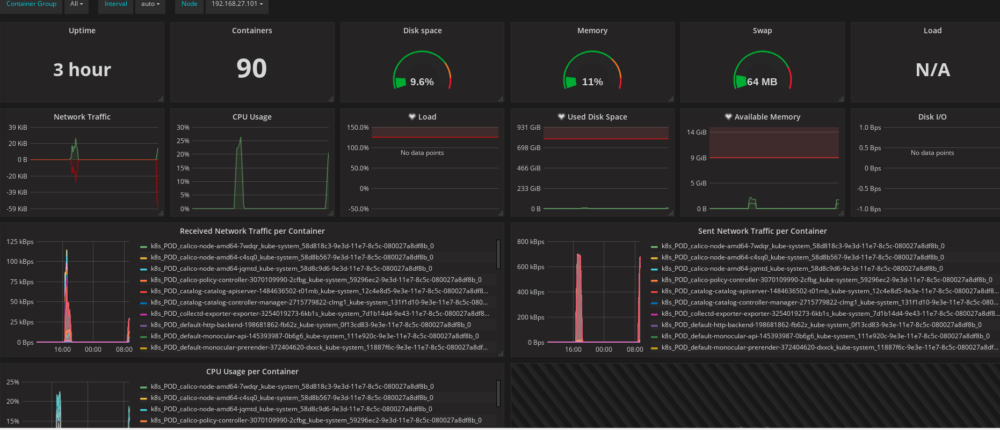 Container Group All Interval auto Node 192.168.27.101
Uptime
3 hour
Containers
90
Disk space
9.6%
Memory
11%
Swap
64 MB
Load
N/A
Network Traffic
39 KiB
20 KiB
0 B
-20 KiB
-39 KiB
-59 KiB
CPU Usage
30%
25%
20%
15%
10%
5%
0%
Load
150.0%
100.0%
50.0%
0%
-50.0%
No data points
Used Disk Space
931 GiB
698 GiB
466 GiB
233 GiB
0 B
Available Memory
14 GiB
9 GiB
5 GiB
0 B
Disk I/O
1.0 Bps
0.5 Bps
0 Bps
-0.5 Bps
-1.0 Bps
No data points
Received Network Traffic per Container
125 kBps
100 kBps
75 kBps
50 kBps
25 kBps
0 Bps
16:00 00:00 08:00
k8s_POD_calico-node-amd64-7wdqr_kube-system_58d818c3-9e3d-11e7-8c5c-080027a8df8b_0
k8s_POD_calico-node-amd64-c4sq0_kube-system_58d8b567-9e3d-11e7-8c5c-080027a8df8b_0
k8s_POD_calico-node-amd64-jqmtd_kube-system_58d8c9d6-9e3d-11e7-8c5c-080027a8df8b_0
k8s_POD_calico-policy-controller-3070109990-2cfbg_kube-system_59296ec2-9e3d-11e7-8c5c-080027a8df8b_0
k8s_POD_catalog-catalog-apiserver-1484636502-t01mb_kube-system_12c4e8d5-9e3e-11e7-8c5c-080027a8df8...
k8s_POD_catalog-catalog-controller-manager-2715779822-clmg1_kube-system_131f1d10-9e3e-11e7-8c5c-080...
k8s_POD_collectd-exporter-exporter-3254019273-6kb1s_kube-system_7d1b14d4-9e43-11e7-8c5c-080027a8df8...
k8s_POD_default-http-backend-198681862-fb62z_kube-system_0f13cd83-9e3e-11e7-8c5c-080027a8df8b_0
k8s_POD_default-monocular-api-145393987-0b6g6_kube-system_111e920c-9e3e-11e7-8c5c-080027a8df8b_0
k8s_POD_default-monocular-prerender-372404620-dxxck_kube-system_11887f6c-9e3e-11e7-8c5c-080027a8df...
Sent Network Traffic per Container
800 kBps
600 kBps
400 kBps
200 kBps
0 Bps
16:00 00:00 08:00
k8s_POD_calico-node-amd64-7wdqr_kube-system_58d818c3-9e3d-11e7-8c5c-080027a8df8b_0
k8s_POD_calico-node-amd64-c4sq0_kube-system_58d8b567-9e3d-11e7-8c5c-080027a8df8b_0
k8s_POD_calico-node-amd64-jqmtd_kube-system_58d8c9d6-9e3d-11e7-8c5c-080027a8df8b_0
k8s_POD_calico-policy-controller-3070109990-2cfbg_kube-system_59296ec2-9e3d-11e7-8c5c-080027a8df8b_0
k8s_POD_catalog-catalog-apiserver-1484636502-t01mb_kube-system_12c4e8d5-9e3e-11e7-8c5c-080027a8df8...
k8s_POD_catalog-catalog-controller-manager-2715779822-clmg1_kube-system_131f1d10-9e3e-11e7-8c5c-080...
k8s_POD_collectd-exporter-exporter-3254019273-6kb1s_kube-system_7d1b14d4-9e43-11e7-8c5c-080027a8df8...
k8s_POD_default-http-backend-198681862-fb62z_kube-system_0f13cd83-9e3e-11e7-8c5c-080027a8df8b_0
k8s_POD_default-monocular-api-145393987-0b6g6_kube-system_111e920c-9e3e-11e7-8c5c-080027a8df8b_0
k8s_POD_default-monocular-prerender-372404620-dxxck_kube-system_11887f6c-9e3e-11e7-8c5c-080027a8df...
CPU Usage per Container
25%
20%
15%
k8s_POD_calico-node-amd64-7wdqr_kube-system_58d818c3-9e3d-11e7-8c5c-080027a8df8b_0
k8s_POD_calico-node-amd64-c4sq0_kube-system_58d8b567-9e3d-11e7-8c5c-080027a8df8b_0
k8s_POD_calico-node-amd64-jqmtd_kube-system_58d8c9d6-9e3d-11e7-8c5c-080027a8df8b_0
k8s_POD_calico-policy-controller-3070109990-2cfbg_kube-system_59296ec2-9e3d-11e7-8c5c-080027a8df8b_0